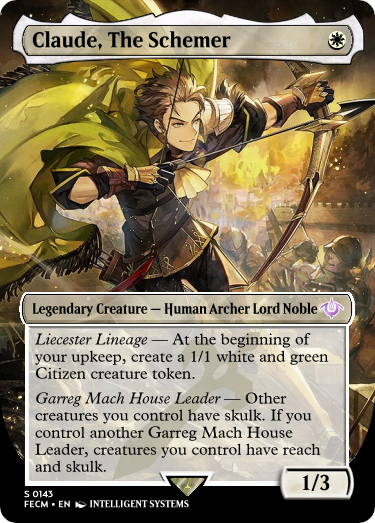 Claude, The Schemer
Legendary Creature — Human Archer Lord Noble
Liecester Lineage — At the beginning of
your upkeep, create a 1/1 white and green
Citizen creature token.
Garreg Mach House Leader — Other
creatures you control have skulk. If you
control another Garreg Mach House
Leader, creatures you control have reach
and skulk.
1/3
S 0143
FECM • EN INTELLIGENT SYSTEMS